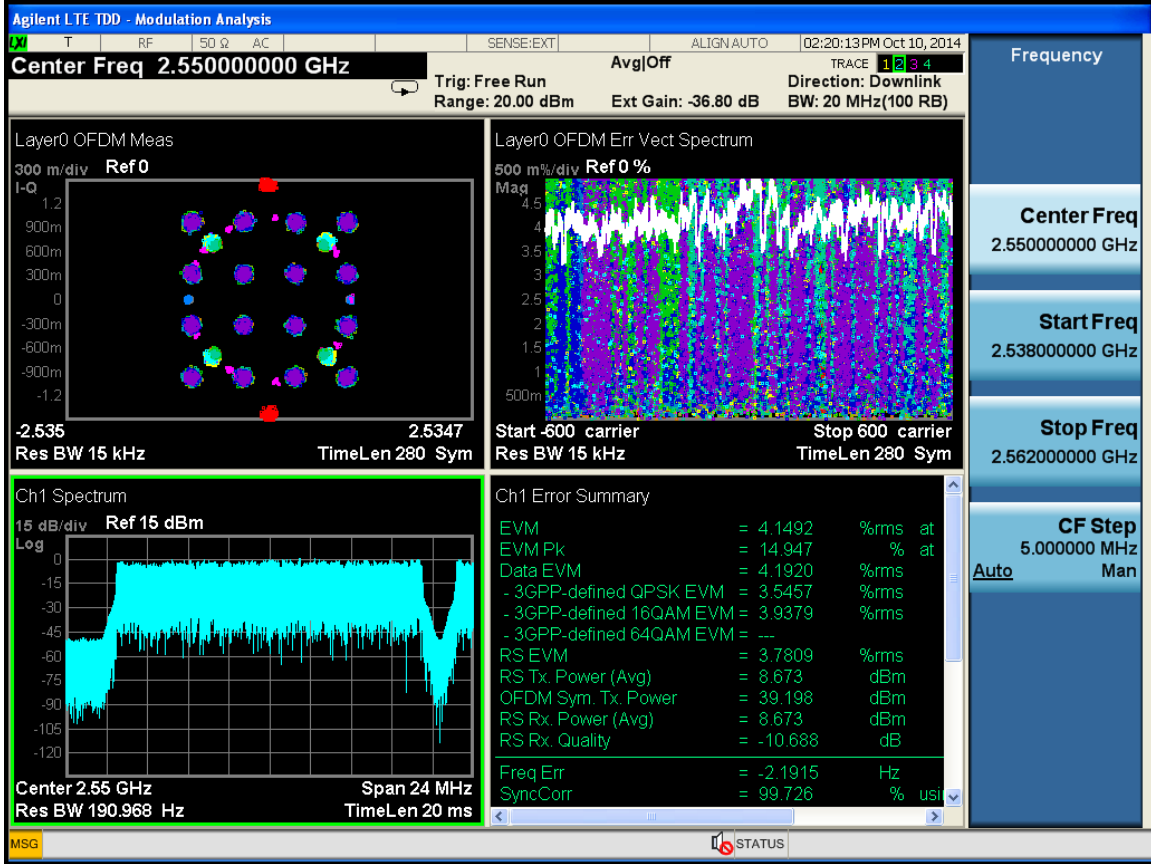 Agilent LTE TDD - Modulation Analysis
LXI T RF 50 Ω AC SENSE:EXT ALIGN AUTO 02:20:13 PM Oct 10, 2014
Center Freq 2.550000000 GHz
Avg|Off
TRACE 1 2 3 4
Trig: Free Run
Direction: Downlink
Range: 20.00 dBm Ext Gain: -36.80 dB BW: 20 MHz(100 RB)
Layer0 OFDM Meas
300 m/div Ref 0
I-Q
1.2
900m
600m
300m
0
-300m
-600m
-900m
-1.2
-2.535 2.5347
Res BW 15 kHz TimeLen 280 Sym
Layer0 OFDM Err Vect Spectrum
500 m%/div Ref 0 %
Mag
4.5
4
3.5
3
2.5
2
1.5
1
500m
Start -600 carrier Stop 600 carrier
Res BW 15 kHz TimeLen 280 Sym
Ch1 Spectrum
15 dB/div Ref 15 dBm
Log
0
-15
-30
-45
-60
-75
-90
-105
-120
Center 2.55 GHz Span 24 MHz
Res BW 190.968 Hz TimeLen 20 ms
Ch1 Error Summary
EVM = 4.1492 %rms at
EVM Pk = 14.947 % at
Data EVM = 4.1920 %rms
- 3GPP-defined QPSK EVM = 3.5457 %rms
- 3GPP-defined 16QAM EVM = 3.9379 %rms
- 3GPP-defined 64QAM EVM = ---
RS EVM = 3.7809 %rms
RS Tx. Power (Avg) = 8.673 dBm
OFDM Sym. Tx. Power = 39.198 dBm
RS Rx. Power (Avg) = 8.673 dBm
RS Rx. Quality = -10.688 dB
Freq Err = -2.1915 Hz
SyncCorr = 99.726 % usi
Frequency
Center Freq
2.550000000 GHz
Start Freq
2.538000000 GHz
Stop Freq
2.562000000 GHz
CF Step
5.000000 MHz
Auto Man
MSG STATUS